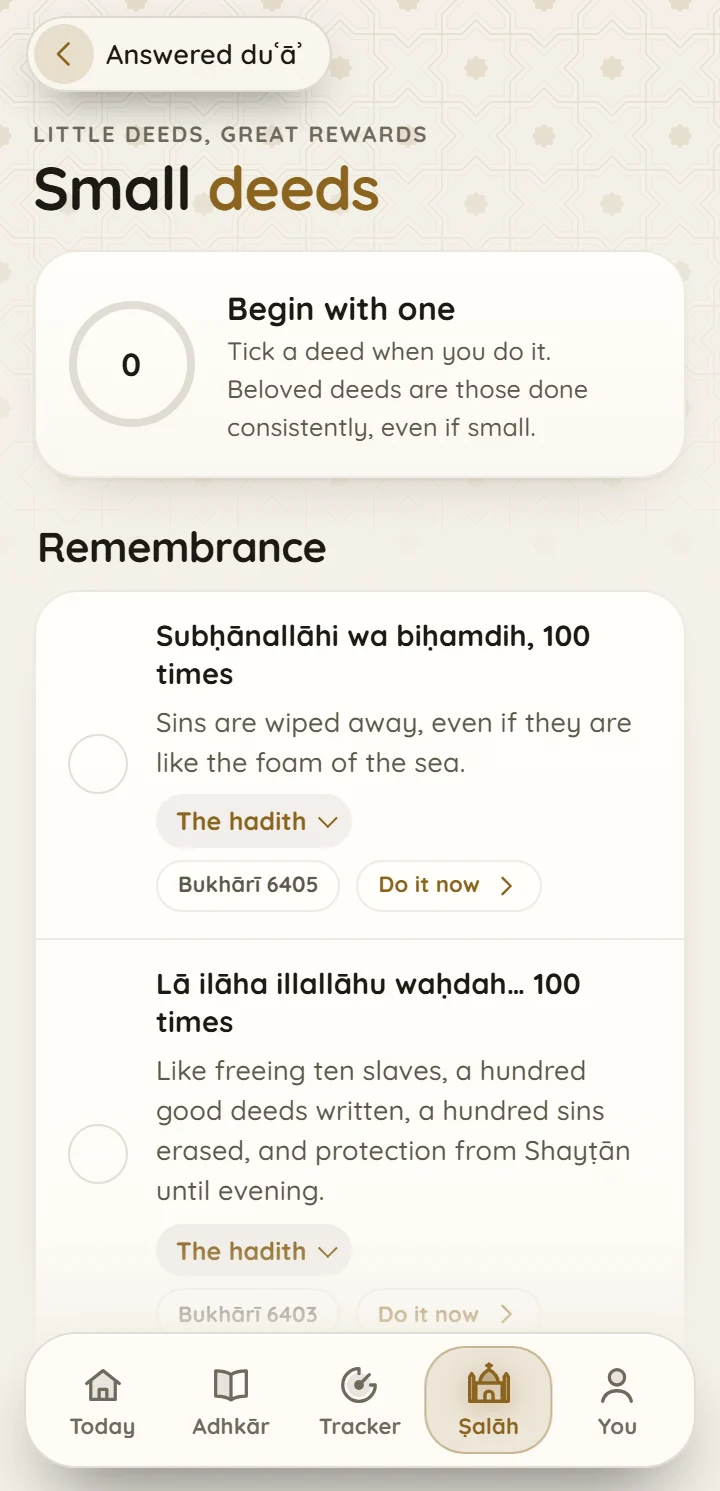 Answered duʿāʾ
LITTLE DEEDS, GREAT REWARDS
Small deeds
0
Begin with one
Tick a deed when you do it.
Beloved deeds are those done
consistently, even if small.
Remembrance
Subḥānallāhi wa biḥamdih, 100
times
Sins are wiped away, even if they are
like the foam of the sea.
The hadith
Bukhārī 6405
Do it now
Lā ilāha illallāhu waḥdah… 100
times
Like freeing ten slaves, a hundred
good deeds written, a hundred sins
erased, and protection from Shayṭān
until evening.
The hadith
Bukhārī 6403
Do it now
Today
Adhkār
Tracker
Ṣalāh
You